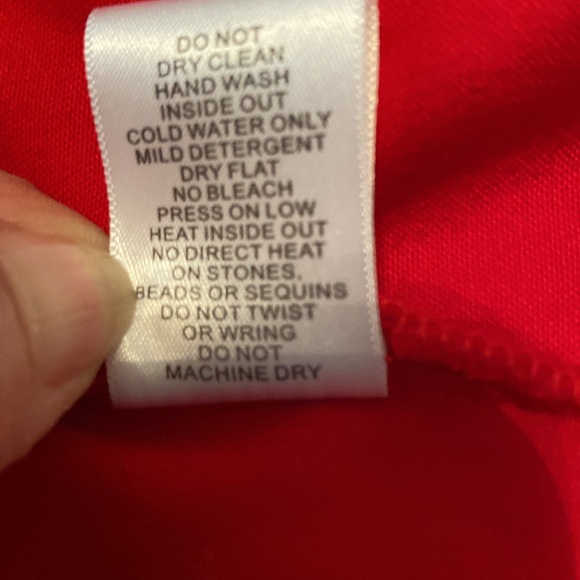 DO NOT
DRY CLEAN
HAND WASH
INSIDE OUT
COLD WATER ONLY
MILD DETERGENT
DRY FLAT
NO BLEACH
PRESS ON LOW
HEAT INSIDE OUT
NO DIRECT HEAT
ON STONES.
BEADS OR SEQUINS
DO NOT TWIST
OR WRING
DO NOT
MACHINE DRY